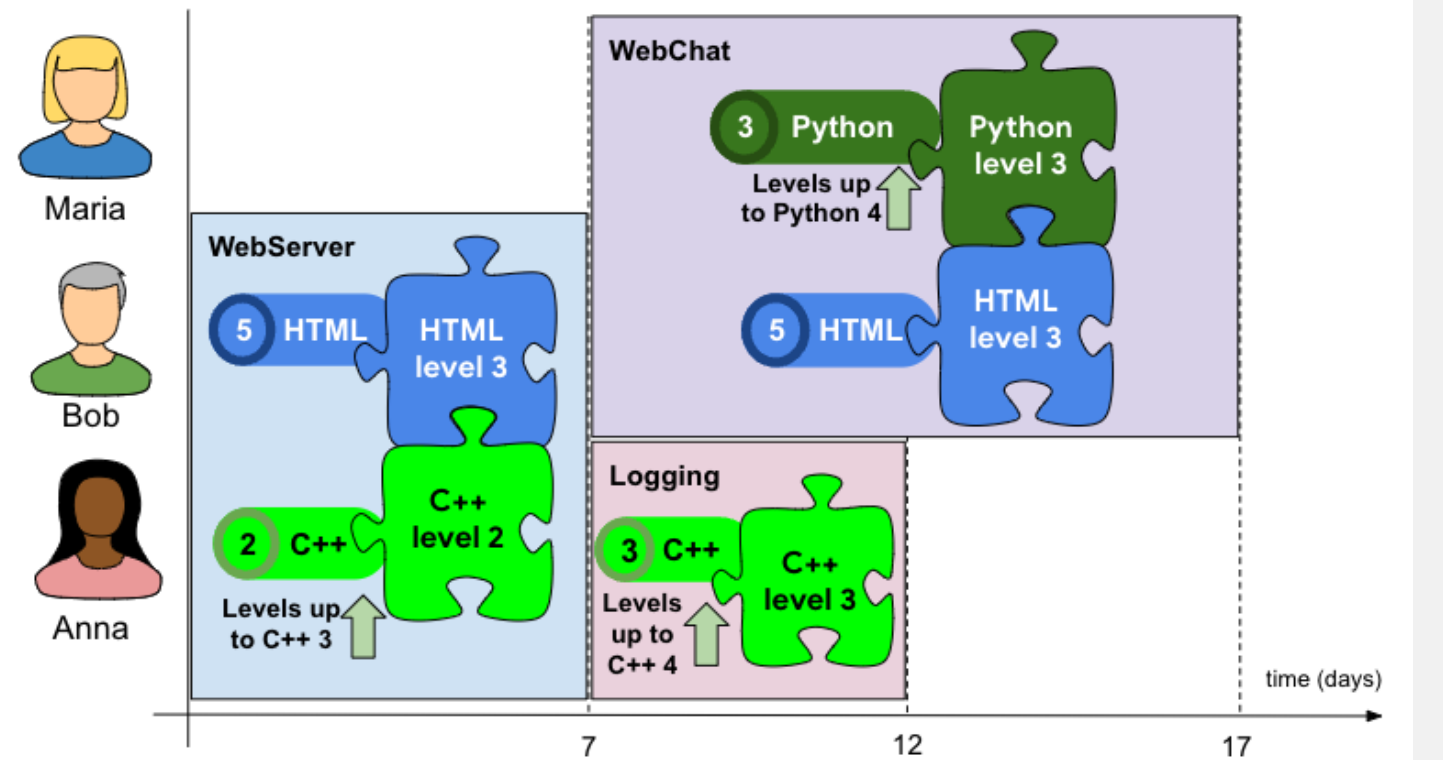 WebChat
3 Python
Python
level 3
Levels up
to Python 4
Maria
WebServer
5 HTML
HTML
level 3
5 HTML
HTML
level 3
Bob
Logging
2 C++
C++
level 2
3 C++
C++
level 3
Levels up
to C++ 3
Levels
up to
C++ 4
Anna
time (days)
7
12
17